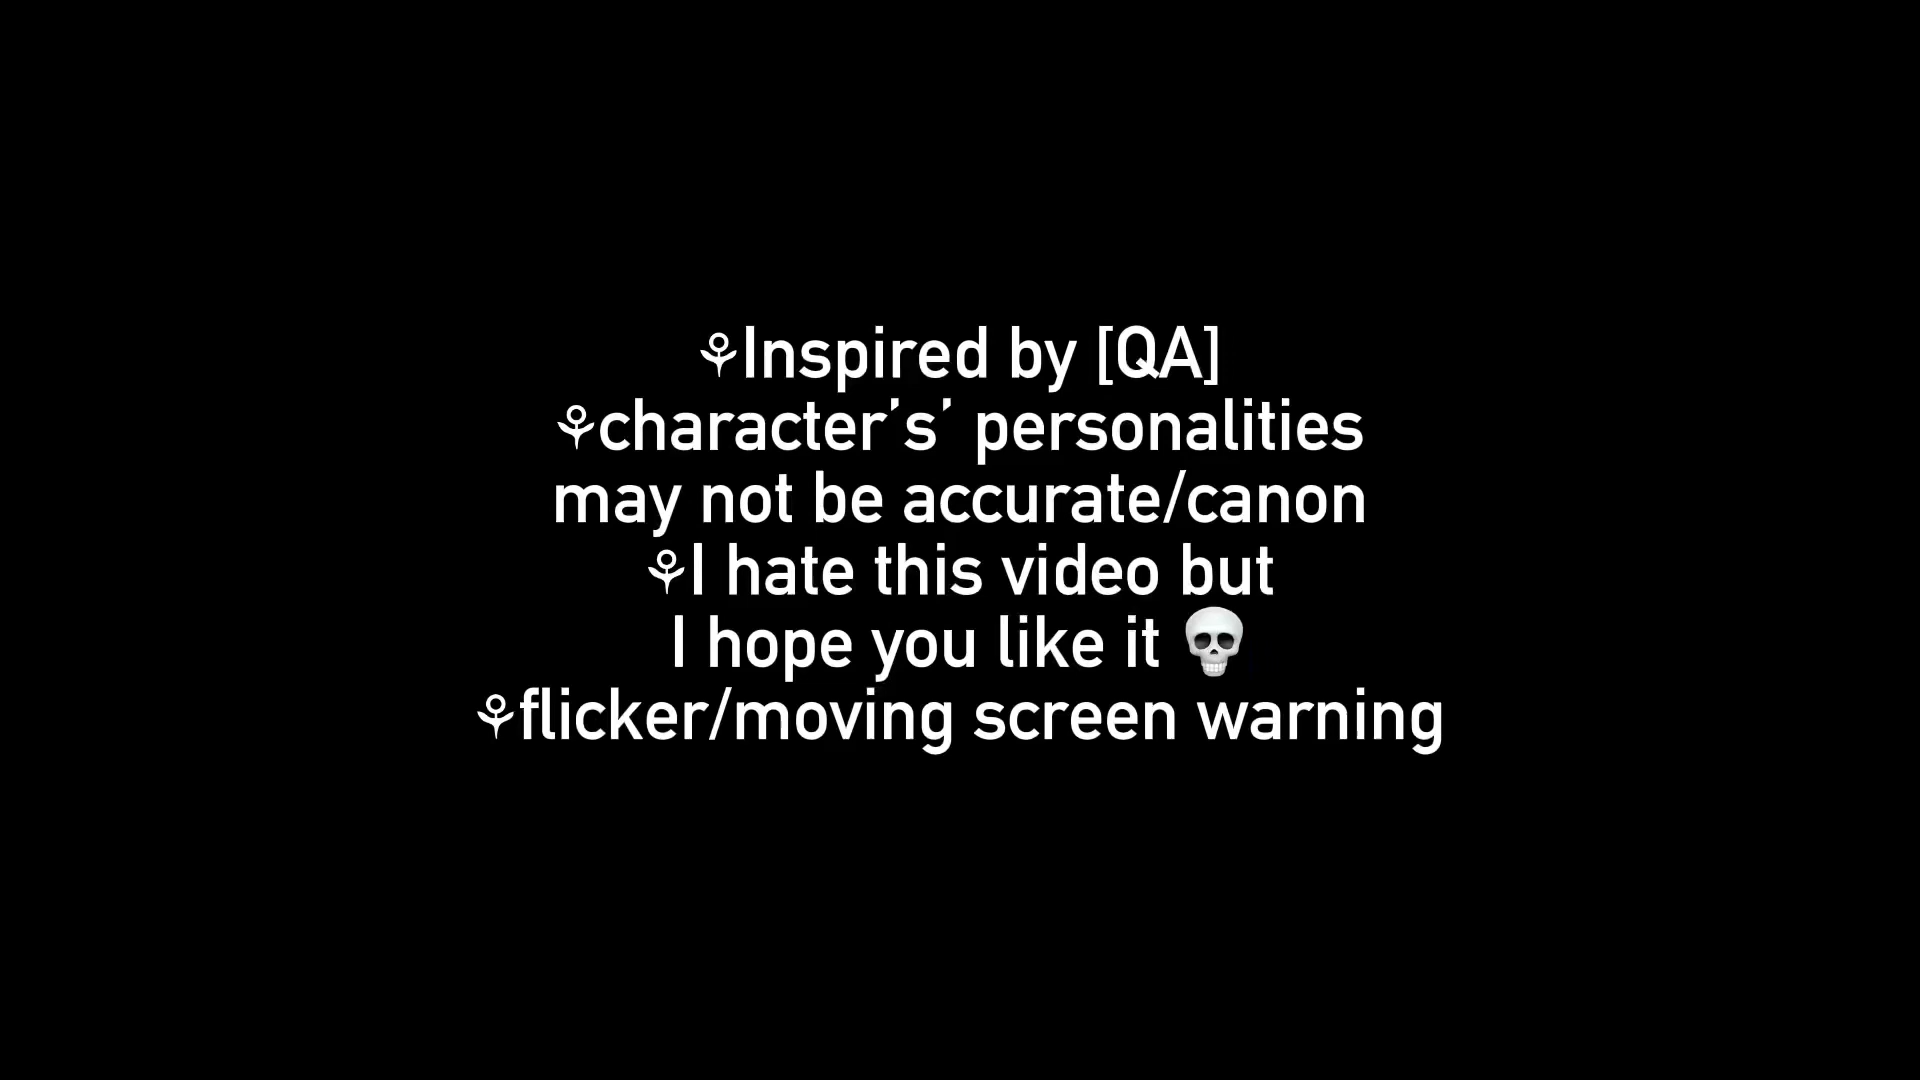 ⚘Inspired by [QA]
⚘character’s’ personalities
may not be accurate/canon
⚘I hate this video but
I hope you like it 💀
⚘flicker/moving screen warning